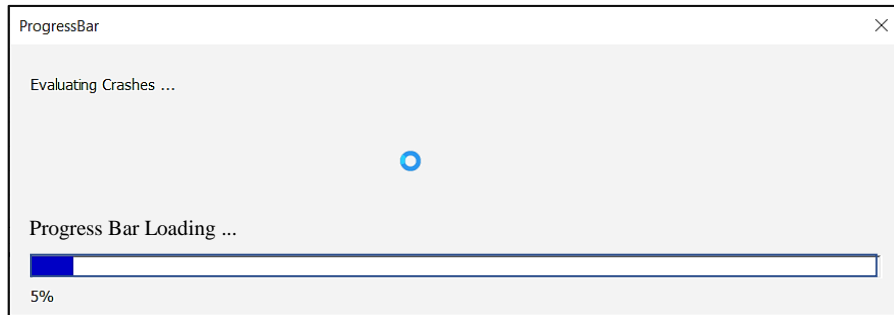 ProgressBar
Evaluating Crashes ...
Progress Bar Loading ...
5%